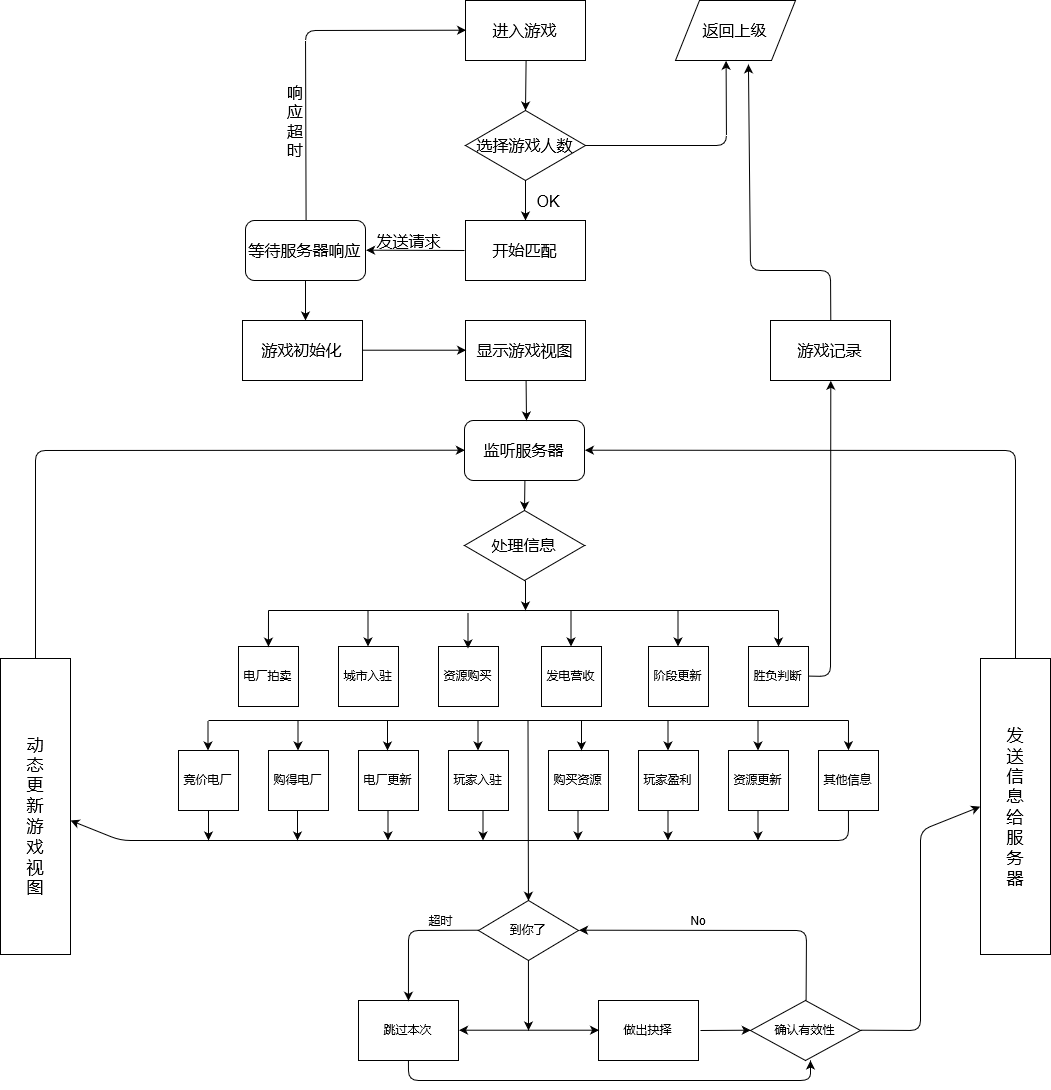 进入游戏
返回上级
响应超时
选择游戏人数
OK
等待服务器响应
发送请求
开始匹配
游戏初始化
显示游戏视图
游戏记录
监听服务器
处理信息
电厂拍卖
城市入驻
资源购买
发电营收
阶段更新
胜负判断
动态更新游戏视图
发送信息给服务器
竞价电厂
购得电厂
电厂更新
玩家入驻
购买资源
玩家盈利
资源更新
其他信息
超时
到你了
No
跳过本次
做出抉择
确认有效性